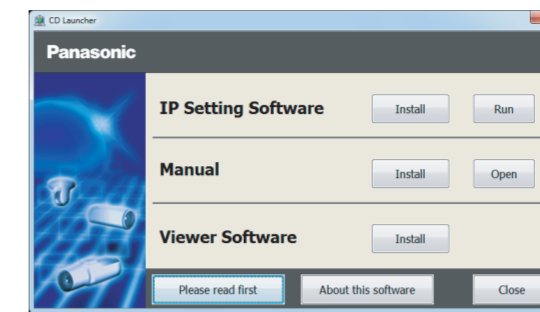 CD Launcher
Panasonic
IP Setting Software Install Run
Manual Install Open
Viewer Software Install
Please read first About this software Close